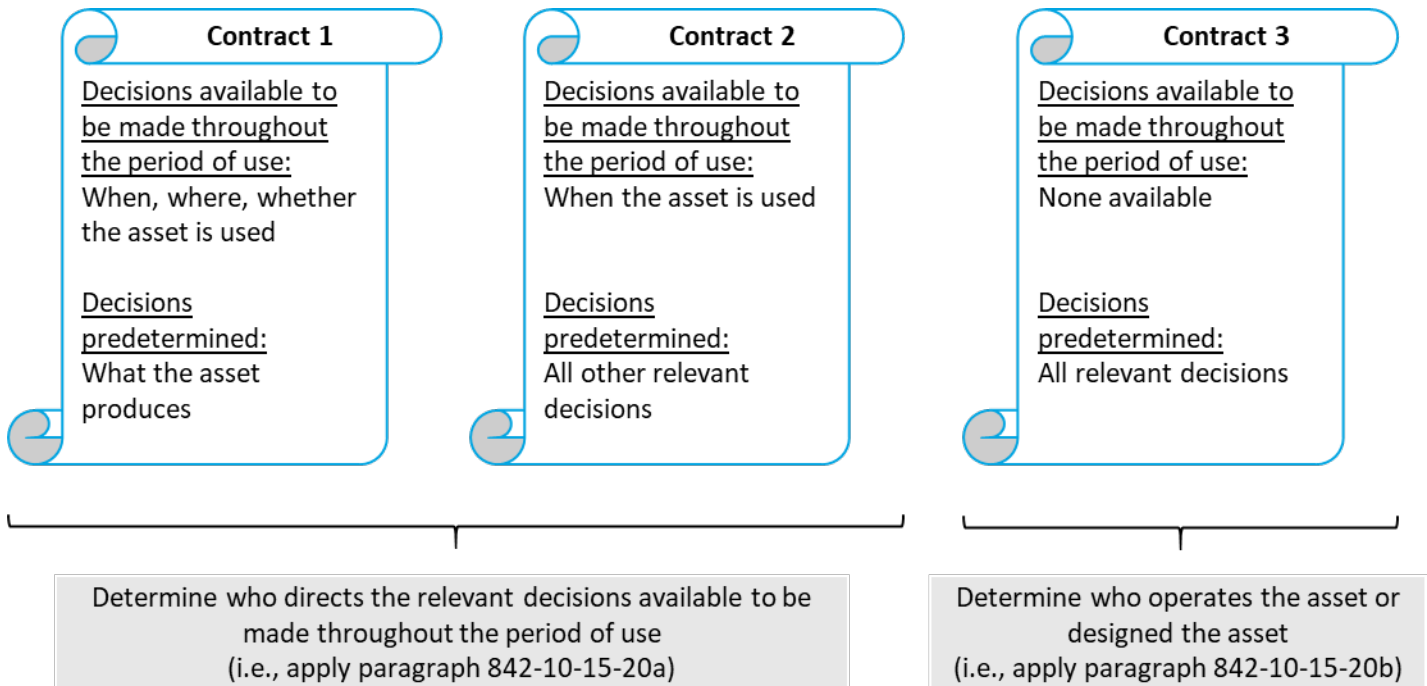 Contract 1
Decisions available to
be made throughout
the period of use:
When, where, whether
the asset is used
Decisions
predetermined:
What the asset
produces
Contract 2
Decisions available to
be made throughout
the period of use:
When the asset is used
Decisions
predetermined:
All other relevant
decisions
Contract 3
Decisions available to
be made throughout
the period of use:
None available
Decisions
predetermined:
All relevant decisions
Determine who directs the relevant decisions available to be
made throughout the period of use
(i.e., apply paragraph 842-10-15-20a)
Determine who operates the asset or
designed the asset
(i.e., apply paragraph 842-10-15-20b)